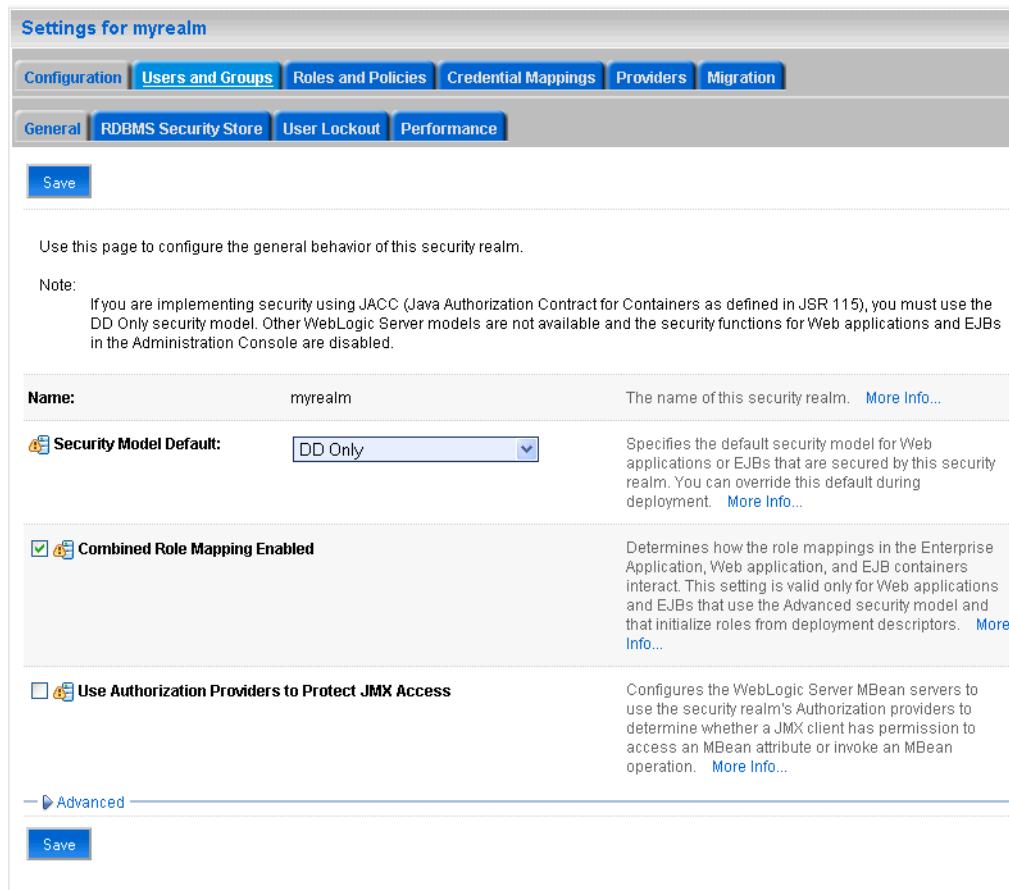 Settings for myrealm
Configuration Users and Groups Roles and Policies Credential Mappings Providers Migration
General RDBMS Security Store User Lockout Performance
Save
Use this page to configure the general behavior of this security realm.
Note:
If you are implementing security using JACC (Java Authorization Contract for Containers as defined in JSR 115), you must use the
DD Only security model. Other WebLogic Server models are not available and the security functions for Web applications and EJBs
in the Administration Console are disabled.
Name: myrealm The name of this security realm. More Info...
Security Model Default: DD Only Specifies the default security model for Web
applications or EJBs that are secured by this security
realm. You can override this default during
deployment. More Info...
Combined Role Mapping Enabled Determines how the role mappings in the Enterprise
Application, Web application, and EJB containers
interact. This setting is valid only for Web applications
and EJBs that use the Advanced security model and
that initialize roles from deployment descriptors. More
Info...
Use Authorization Providers to Protect JMX Access Configures the WebLogic Server MBean servers to
use the security realm's Authorization providers to
determine whether a JMX client has permission to
access an MBean attribute or invoke an MBean
operation. More Info...
Advanced
Save